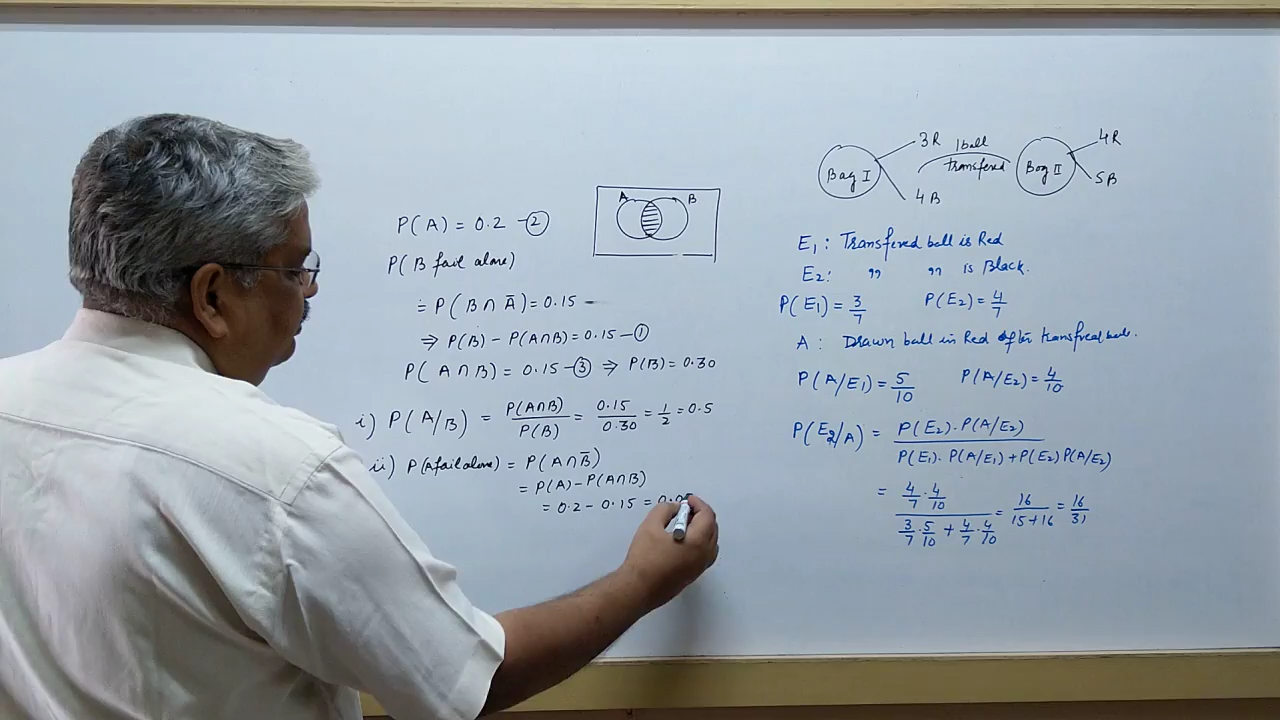 A B
P(A) = 0.2 - ②
P(B fail alone)
= P(B∩Ā) = 0.15 -
⇒ P(B) - P(A∩B) = 0.15 - ①
P(A∩B) = 0.15 - ③ ⇒ P(B) = 0.30
i) P(A/B) = P(A∩B)/P(B) = 0.15/0.30 = 1/2 = 0.5
ii) P(A fail alone) = P(A∩B̄)
= P(A) - P(A∩B)
= 0.2 - 0.15 = 0.05
Bag I 3R 4B 1 ball transfered Bag II 4R 5B
E₁ : Transfered ball is Red
E₂ : ,, ,, is Black.
P(E₁) = 3/7 P(E₂) = 4/7
A : Drawn ball is Red after
P(A/E₁) = 5/10 P(A/E₂) = 4/10
P(E₂/A) = P(E₂).P(A/E₂) / P(E₁).P(A/E₁) + P(E₂)P(A/E₂)
= 4/7 . 4/10 / 3/7 . 5/10 + 4/7 . 4/10 = 16/15+16 = 16/31